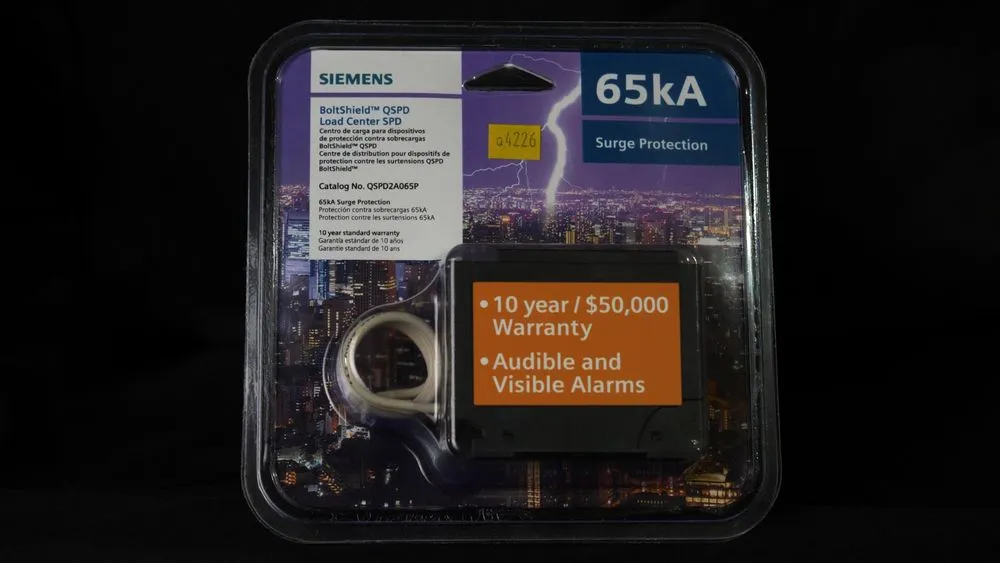 SIEMENS
BoltShield™ QSPD
Load Center SPD
Centro de carga para dispositivos
de protección contra sobrecargas
BoltShield™ QSPD
Centre de distribution pour dispositifs de
protection contre les surtensions QSPD
BoltShield™
Catalog No. QSPD2A065P
65kA Surge Protection
Protección contra sobrecargas 65kA
Protection contre les surtensions 65kA
10 year standard warranty
Garantía estándar de 10 años
Garantie standard de 10 ans
a4226
65kA
Surge Protection
• 10 year / $50,000
Warranty
• Audible and
Visible Alarms